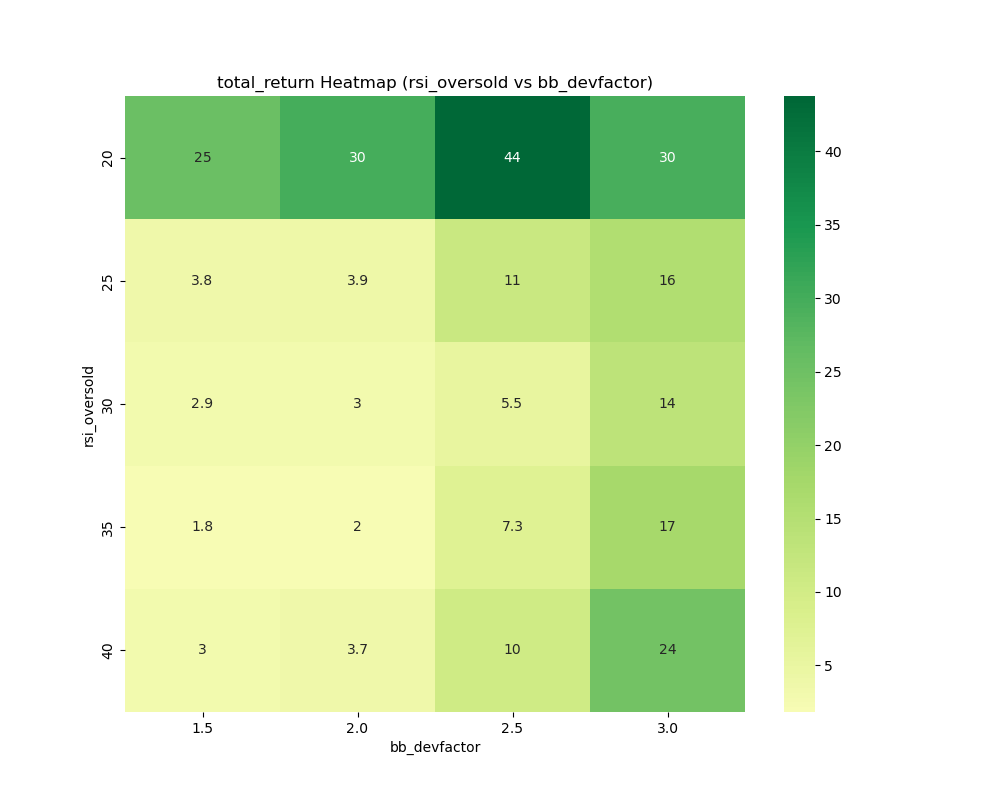 total_return Heatmap (rsi_oversold vs bb_devfactor)
20 25 30 44 30 40
25 3.8 3.9 11 16 35
30 2.9 3 5.5 14 30
35 1.8 2 7.3 17 25
40 3 3.7 10 24 20
15
10
5
1.5 2.0 2.5 3.0
rsi_oversold
bb_devfactor